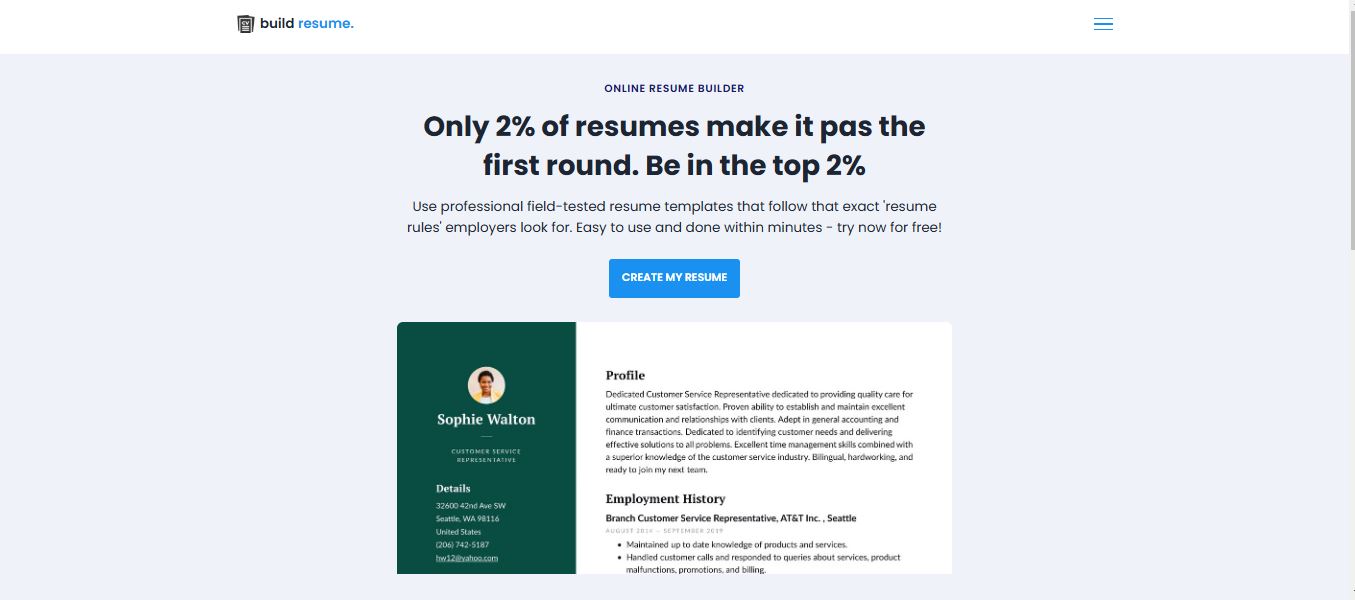 build resume.
ONLINE RESUME BUILDER
Only 2% of resumes make it pas the
first round. Be in the top 2%
Use professional field-tested resume templates that follow that exact 'resume
rules' employers look for. Easy to use and done within minutes - try now for free!
CREATE MY RESUME
Sophie Walton
CUSTOMER SERVICE
REPRESENTATIVE
Details
32600 42nd Ave SW
Seattle, WA 98116
United States
(206) 742-5187
hw12@yahoo.com
Profile
Dedicated Customer Service Representative dedicated to providing quality care for
ultimate customer satisfaction. Proven ability to establish and maintain excellent
communication and relationships with clients. Adept in general accounting and
finance transactions. Dedicated to identifying customer needs and delivering
effective solutions to all problems. Excellent time management skills combined with
a superior knowledge of the customer service industry. Bilingual, hardworking, and
ready to join my next team.
Employment History
Branch Customer Service Representative, AT&T Inc. , Seattle
AUGUST 2014 — SEPTEMBER 2019
• Maintained up to date knowledge of products and services.
• Handled customer calls and responded to queries about services, product
malfunctions, promotions, and billing.